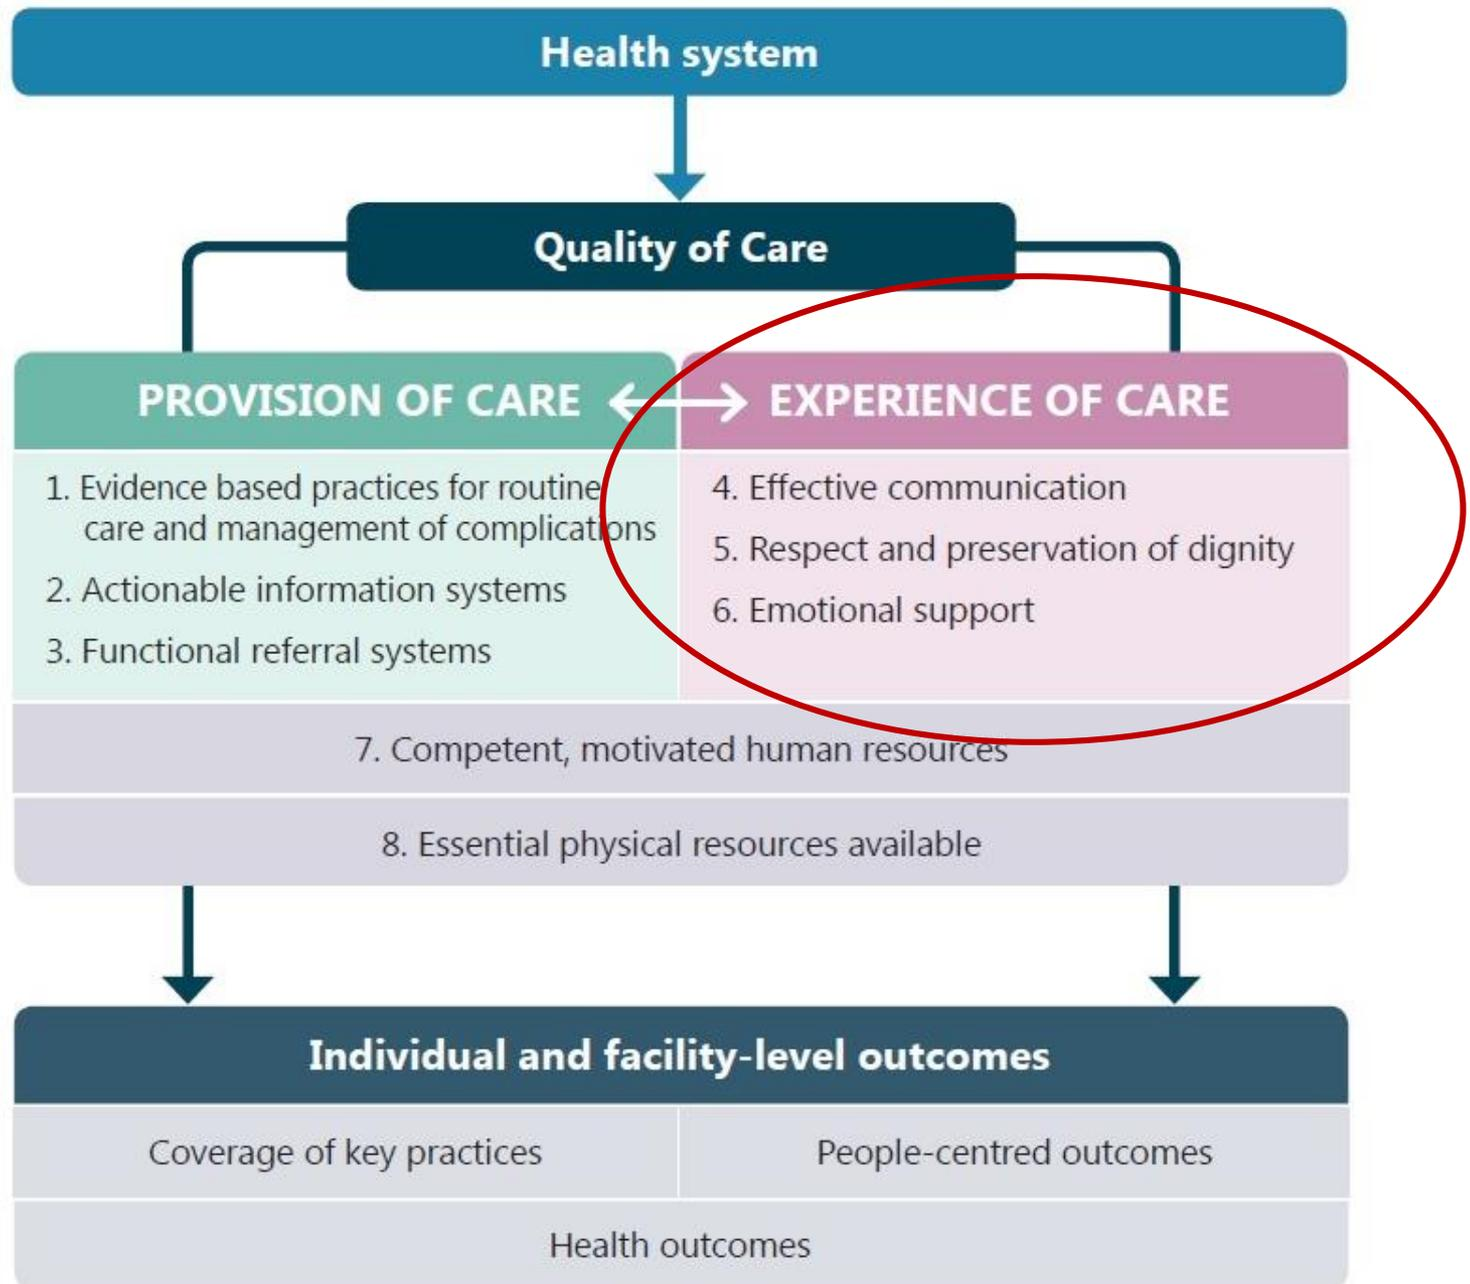 Health system
Quality of Care
PROVISION OF CARE
EXPERIENCE OF CARE
1. Evidence based practices for routine
care and management of complications
2. Actionable information systems
3. Functional referral systems
4. Effective communication
5. Respect and preservation of dignity
6. Emotional support
7. Competent, motivated human resources
8. Essential physical resources available
Individual and facility-level outcomes
Coverage of key practices
People-centred outcomes
Health outcomes